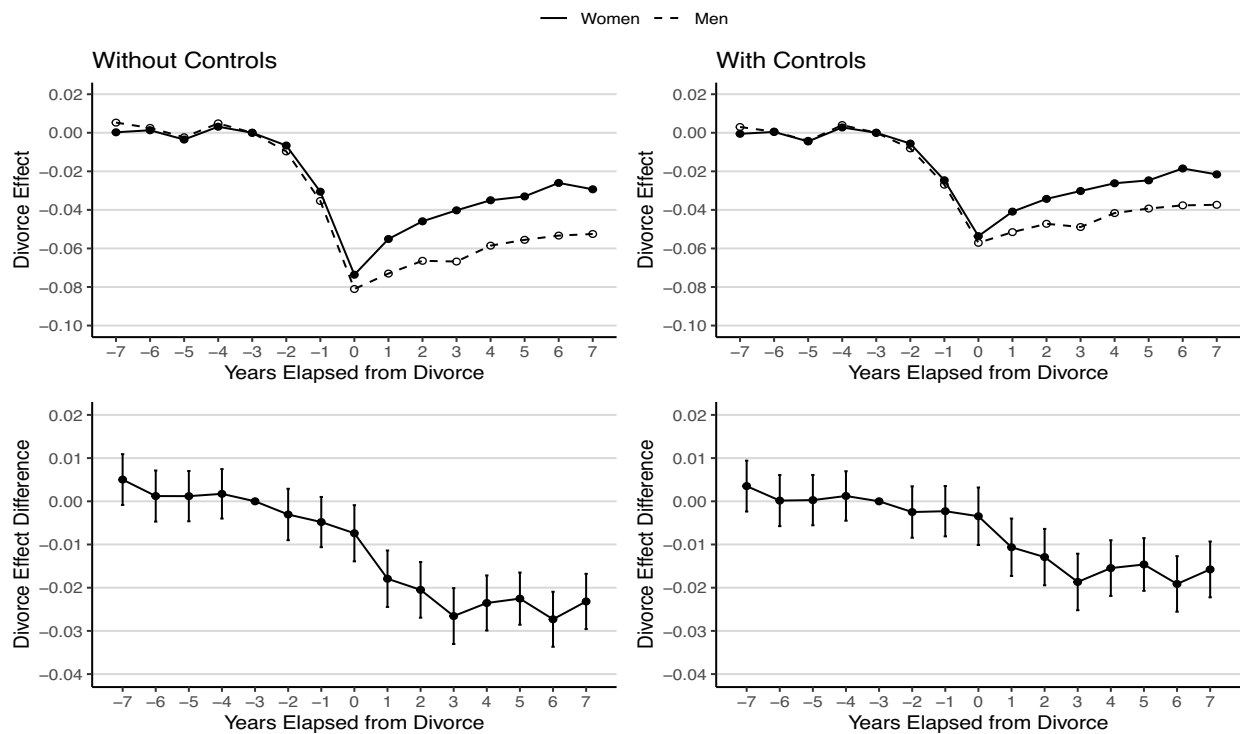 Women Men
Without Controls
0.02
0.00
−0.02
−0.04
−0.06
−0.08
−0.10
Divorce Effect
−7 −6 −5 −4 −3 −2 −1 0 1 2 3 4 5 6 7
Years Elapsed from Divorce
With Controls
0.02
0.00
−0.02
−0.04
−0.06
−0.08
−0.10
Divorce Effect
−7 −6 −5 −4 −3 −2 −1 0 1 2 3 4 5 6 7
Years Elapsed from Divorce
0.02
0.01
0.00
−0.01
−0.02
−0.03
−0.04
Divorce Effect Difference
−7 −6 −5 −4 −3 −2 −1 0 1 2 3 4 5 6 7
Years Elapsed from Divorce
0.02
0.01
0.00
−0.01
−0.02
−0.03
−0.04
Divorce Effect Difference
−7 −6 −5 −4 −3 −2 −1 0 1 2 3 4 5 6 7
Years Elapsed from Divorce